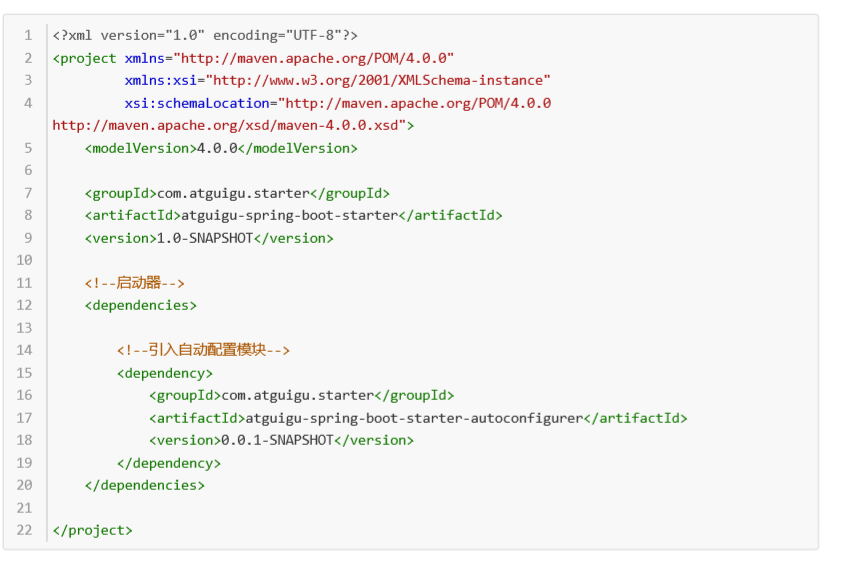 1 <?xml version="1.0" encoding="UTF-8"?>
2 <project xmlns="http://maven.apache.org/POM/4.0.0"
3          xmlns:xsi="http://www.w3.org/2001/XMLSchema-instance"
4          xsi:schemaLocation="http://maven.apache.org/POM/4.0.0
http://maven.apache.org/xsd/maven-4.0.0.xsd">
5     <modelVersion>4.0.0</modelVersion>
6
7     <groupId>com.atguigu.starter</groupId>
8     <artifactId>atguigu-spring-boot-starter</artifactId>
9     <version>1.0-SNAPSHOT</version>
10
11     <!--启动器-->
12     <dependencies>
13
14         <!--引入自动配置模块-->
15         <dependency>
16             <groupId>com.atguigu.starter</groupId>
17             <artifactId>atguigu-spring-boot-starter-autoconfigurer</artifactId>
18             <version>0.0.1-SNAPSHOT</version>
19         </dependency>
20     </dependencies>
21
22 </project>